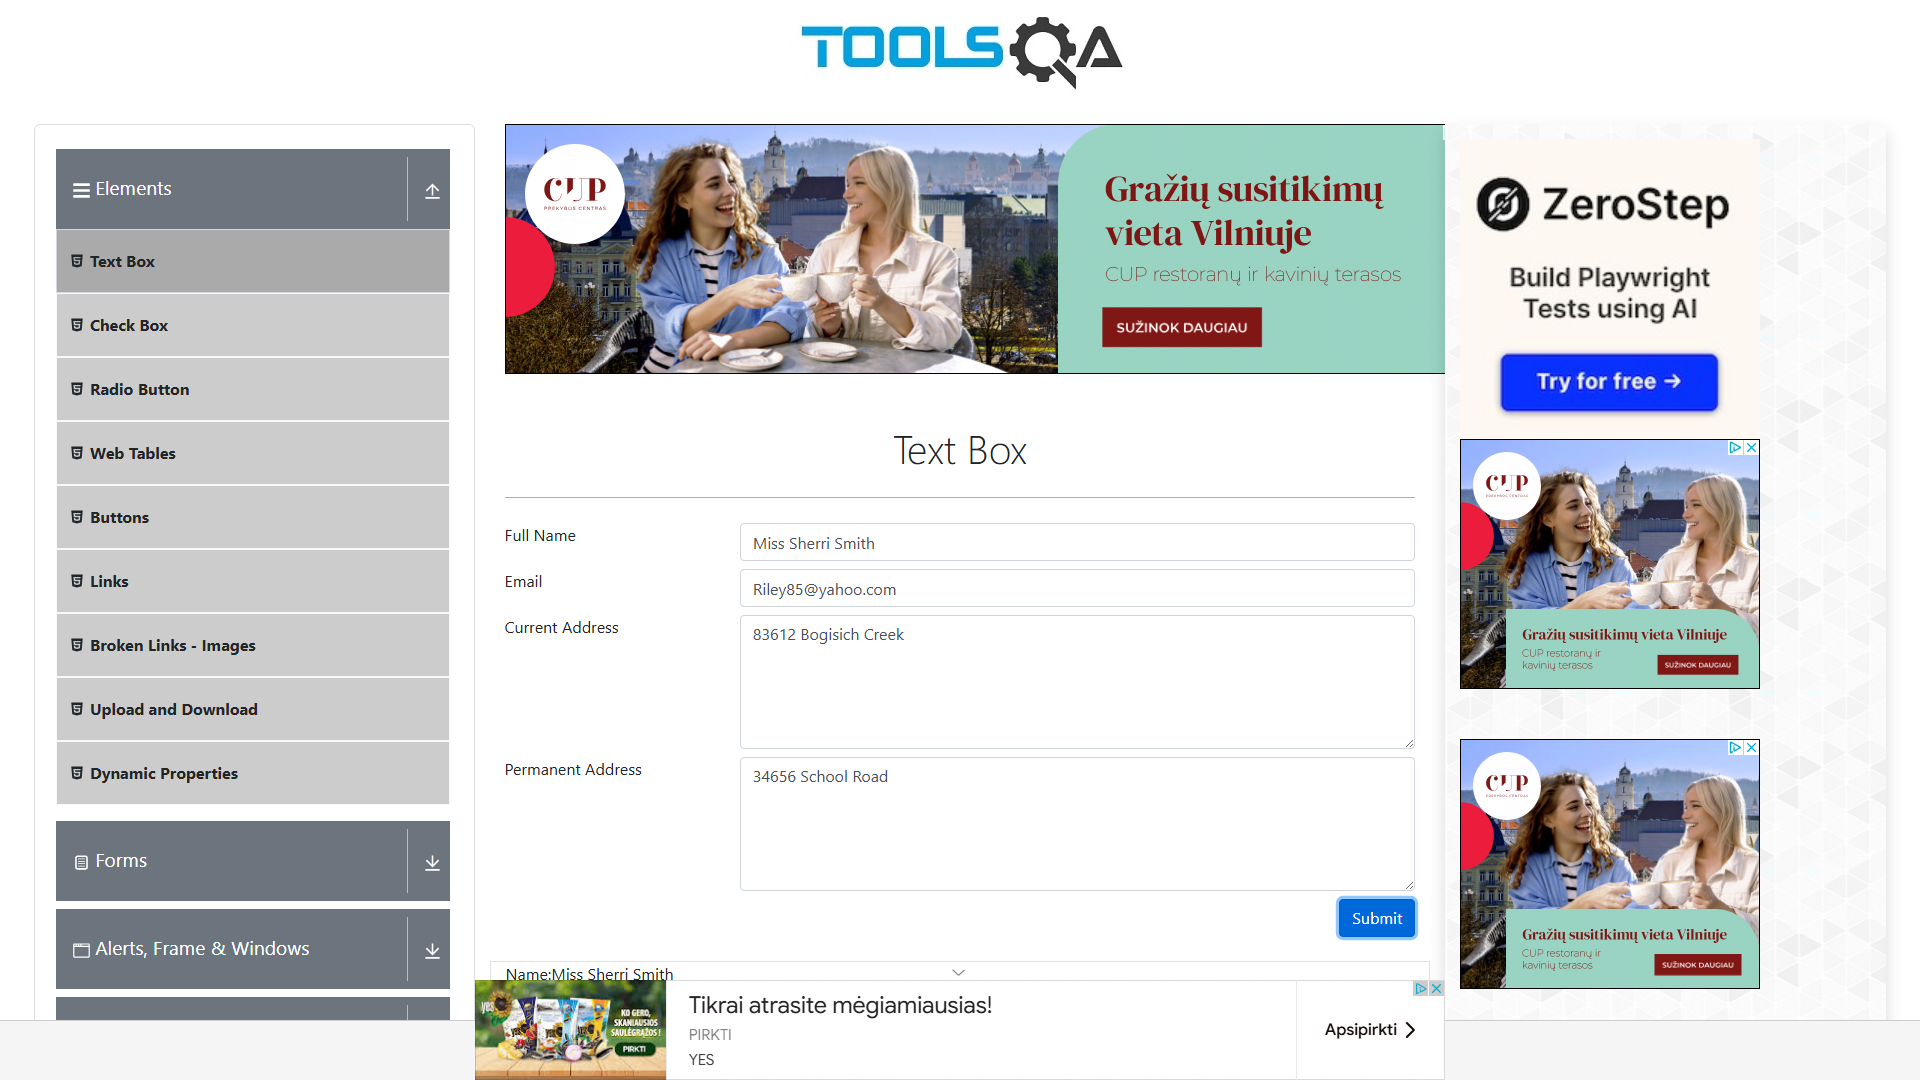 TOOLSQA
Elements
Text Box
Check Box
Radio Button
Web Tables
Buttons
Links
Broken Links - Images
Upload and Download
Dynamic Properties
Forms
Alerts, Frame & Windows
CUP
PREKYBOS CENTRAS
Gražių susitikimų
vieta Vilniuje
CUP restoranų ir kavinių terasos
SUŽINOK DAUGIAU
Text Box
Full Name
Miss Sherri Smith
Email
Riley85@yahoo.com
Current Address
83612 Bogisich Creek
Permanent Address
34656 School Road
Submit
Name:Miss Sherri Smith
yes
KO GERO,
SKANIAUSIOS
SAULĖGRĄŽOS!
PIRKTI
Tikrai atrasite mėgiamiausias!
PIRKTI
YES
Apsipirkti
ZeroStep
Build Playwright
Tests using AI
Try for free →
CUP
PREKYBOS CENTRAS
Gražių susitikimų vieta Vilniuje
CUP restoranų ir
kavinių terasos
SUŽINOK DAUGIAU
CUP
PREKYBOS CENTRAS
Gražių susitikimų vieta Vilniuje
CUP restoranų ir
kavinių terasos
SUŽINOK DAUGIAU